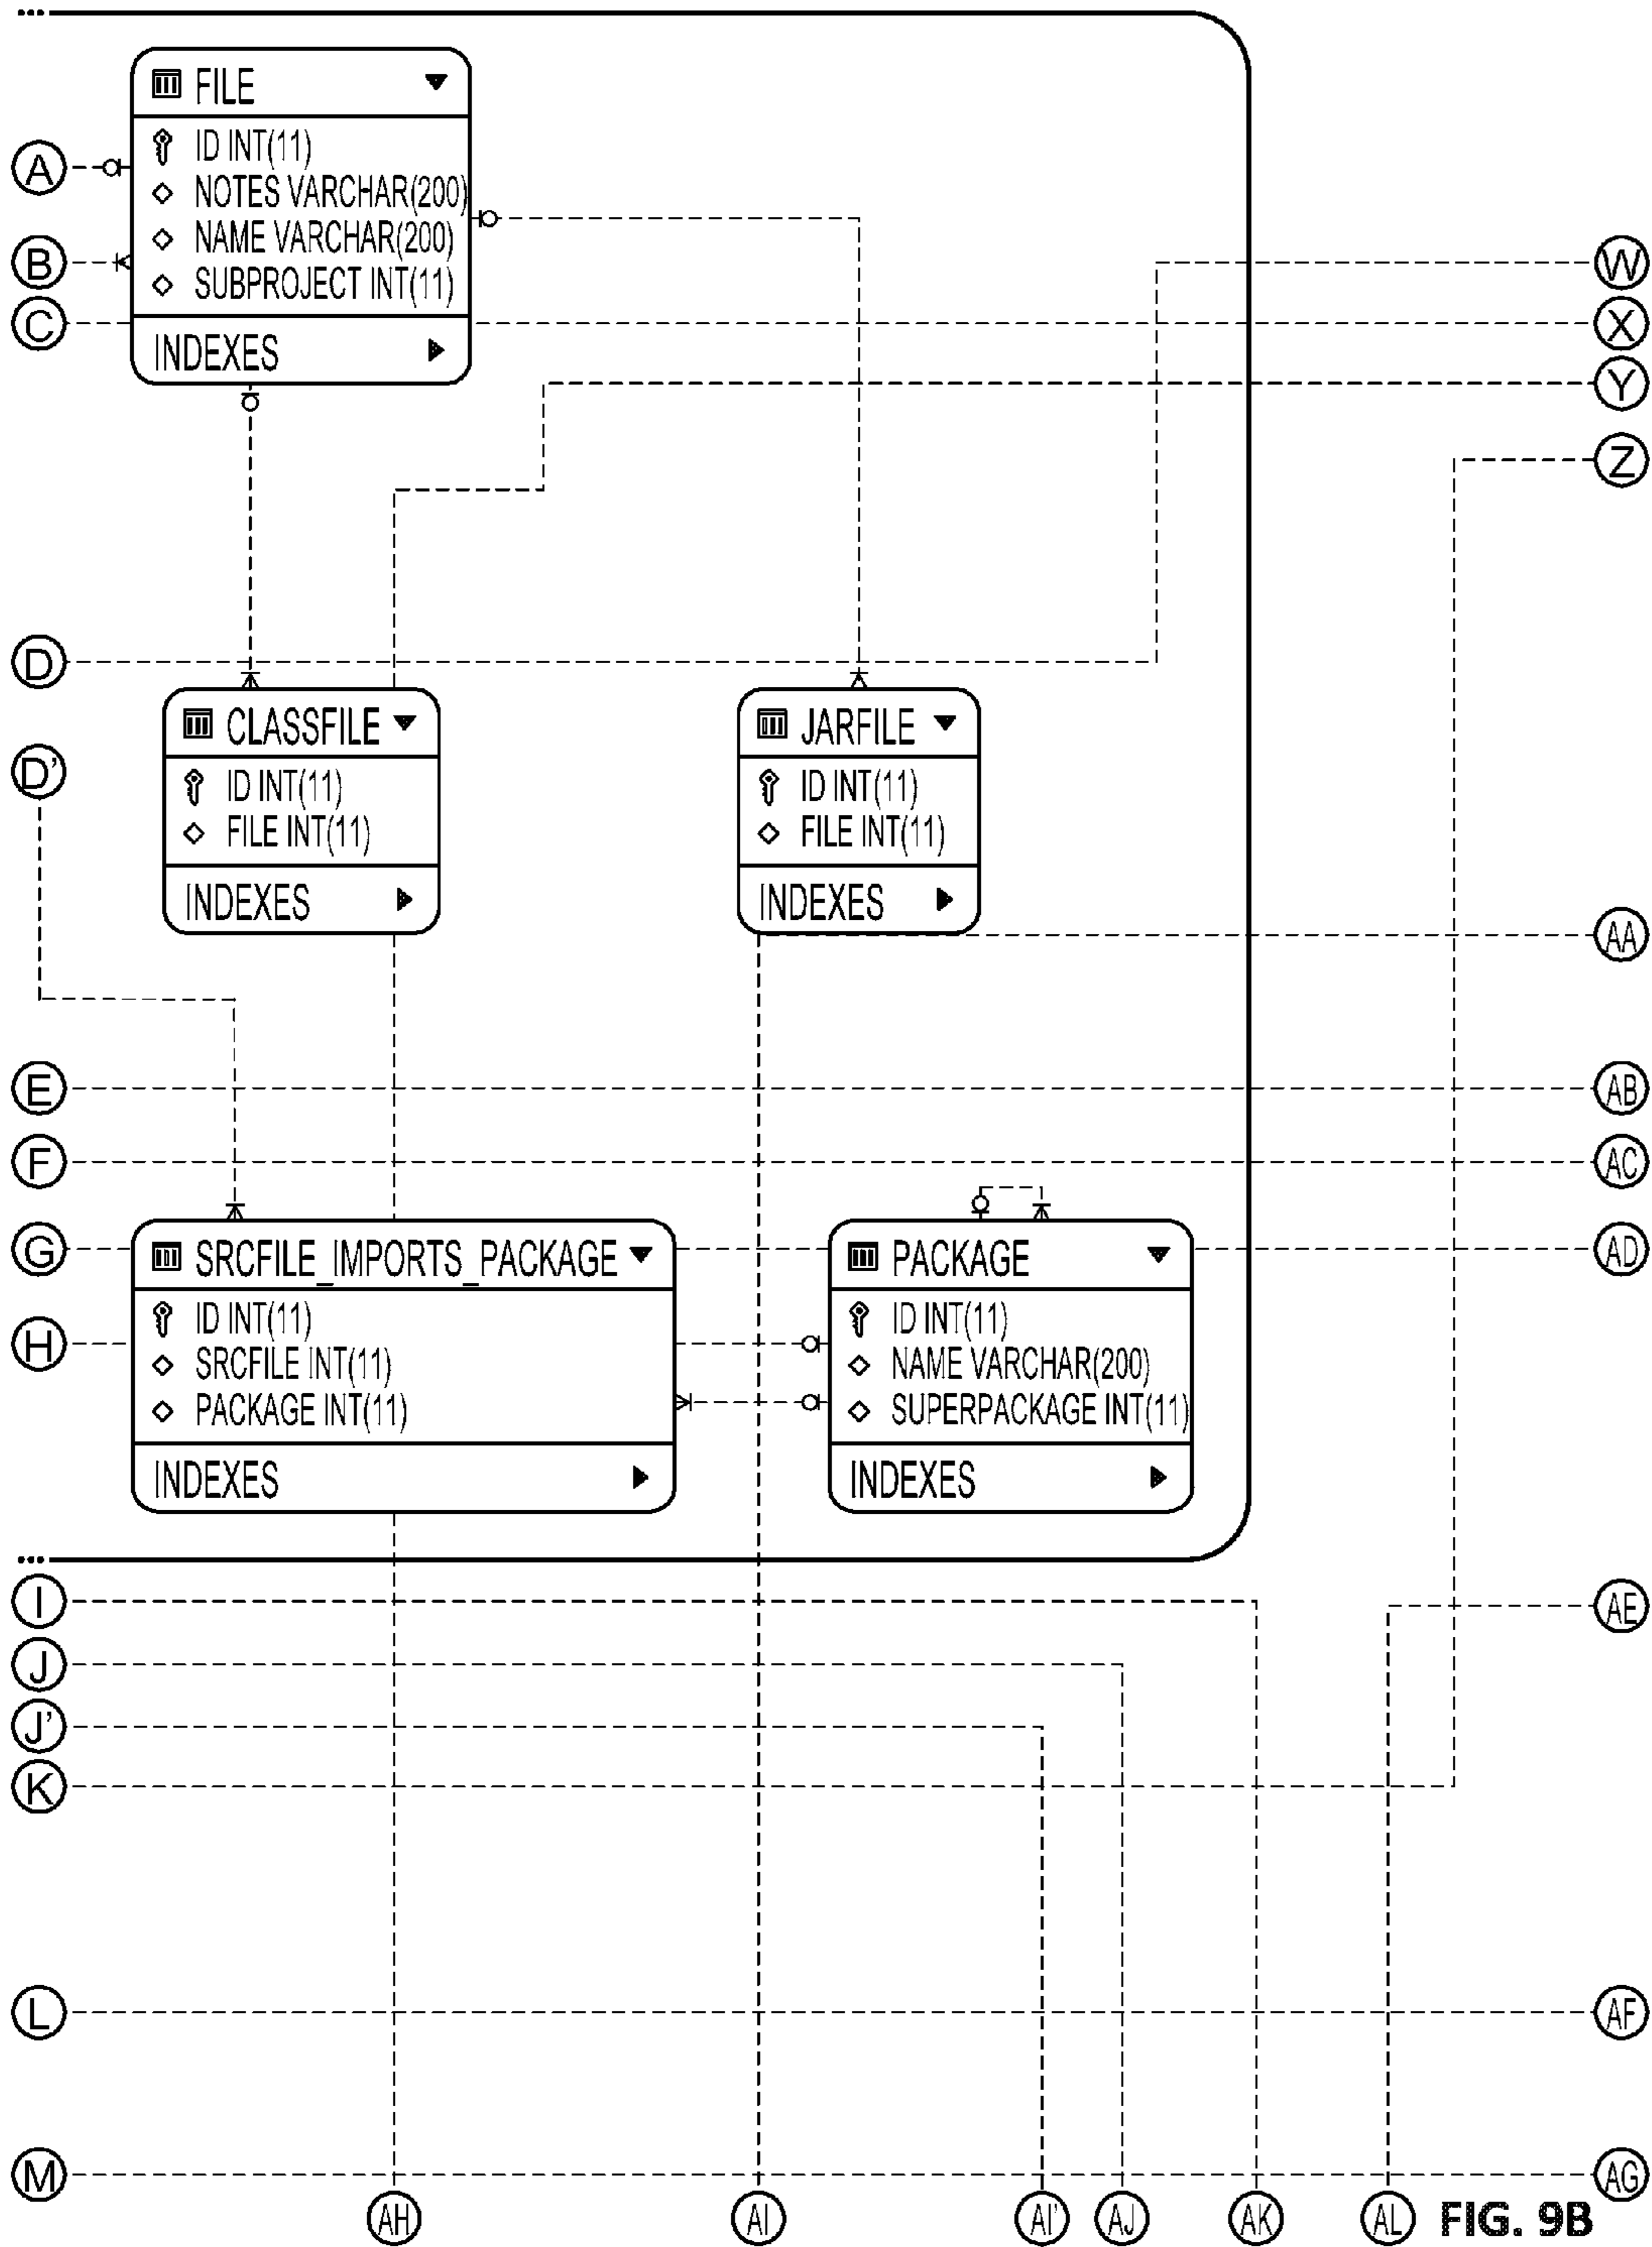 ...
FILE
ID INT(11)
NOTES VARCHAR(200)
NAME VARCHAR(200)
SUBPROJECT INT(11)
INDEXES
A
B
C
W
X
Y
Z
D
D'
CLASSFILE
ID INT(11)
FILE INT(11)
INDEXES
JARFILE
ID INT(11)
FILE INT(11)
INDEXES
AA
E
AB
F
AC
G
AD
H
SRCFILE_IMPORTS_PACKAGE
ID INT(11)
SRCFILE INT(11)
PACKAGE INT(11)
INDEXES
PACKAGE
ID INT(11)
NAME VARCHAR(200)
SUPERPACKAGE INT(11)
INDEXES
...
I
AE
J
J'
K
L
AF
M
AG
AH
AI
AI'
AJ
AK
AL
FIG. 9B